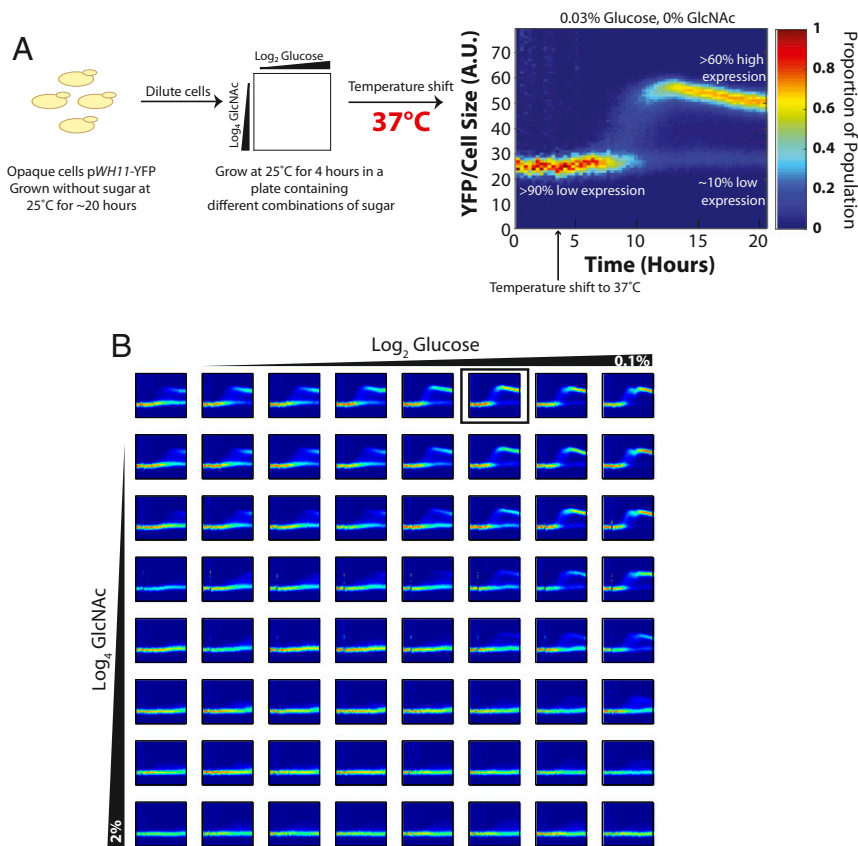 A
Opaque cells pWH11-YFP
Grown without sugar at
25˚C for ~20 hours
Dilute cells
Log2 Glucose
Log4 GlcNAc
Grow at 25˚C for 4 hours in a
plate containing
different combinations of sugar
Temperature shift
37°C
0.03% Glucose, 0% GlcNAc
YFP/Cell Size (A.U.)
70
60
50
40
30
20
10
0
>60% high
expression
>90% low expression
~10% low
expression
0
5
10
15
20
Time (Hours)
Temperature shift to 37˚C
1
0.8
0.6
0.4
0.2
0
Proportion of Population
B
Log2 Glucose
0.1%
Log4 GlcNAc
2%